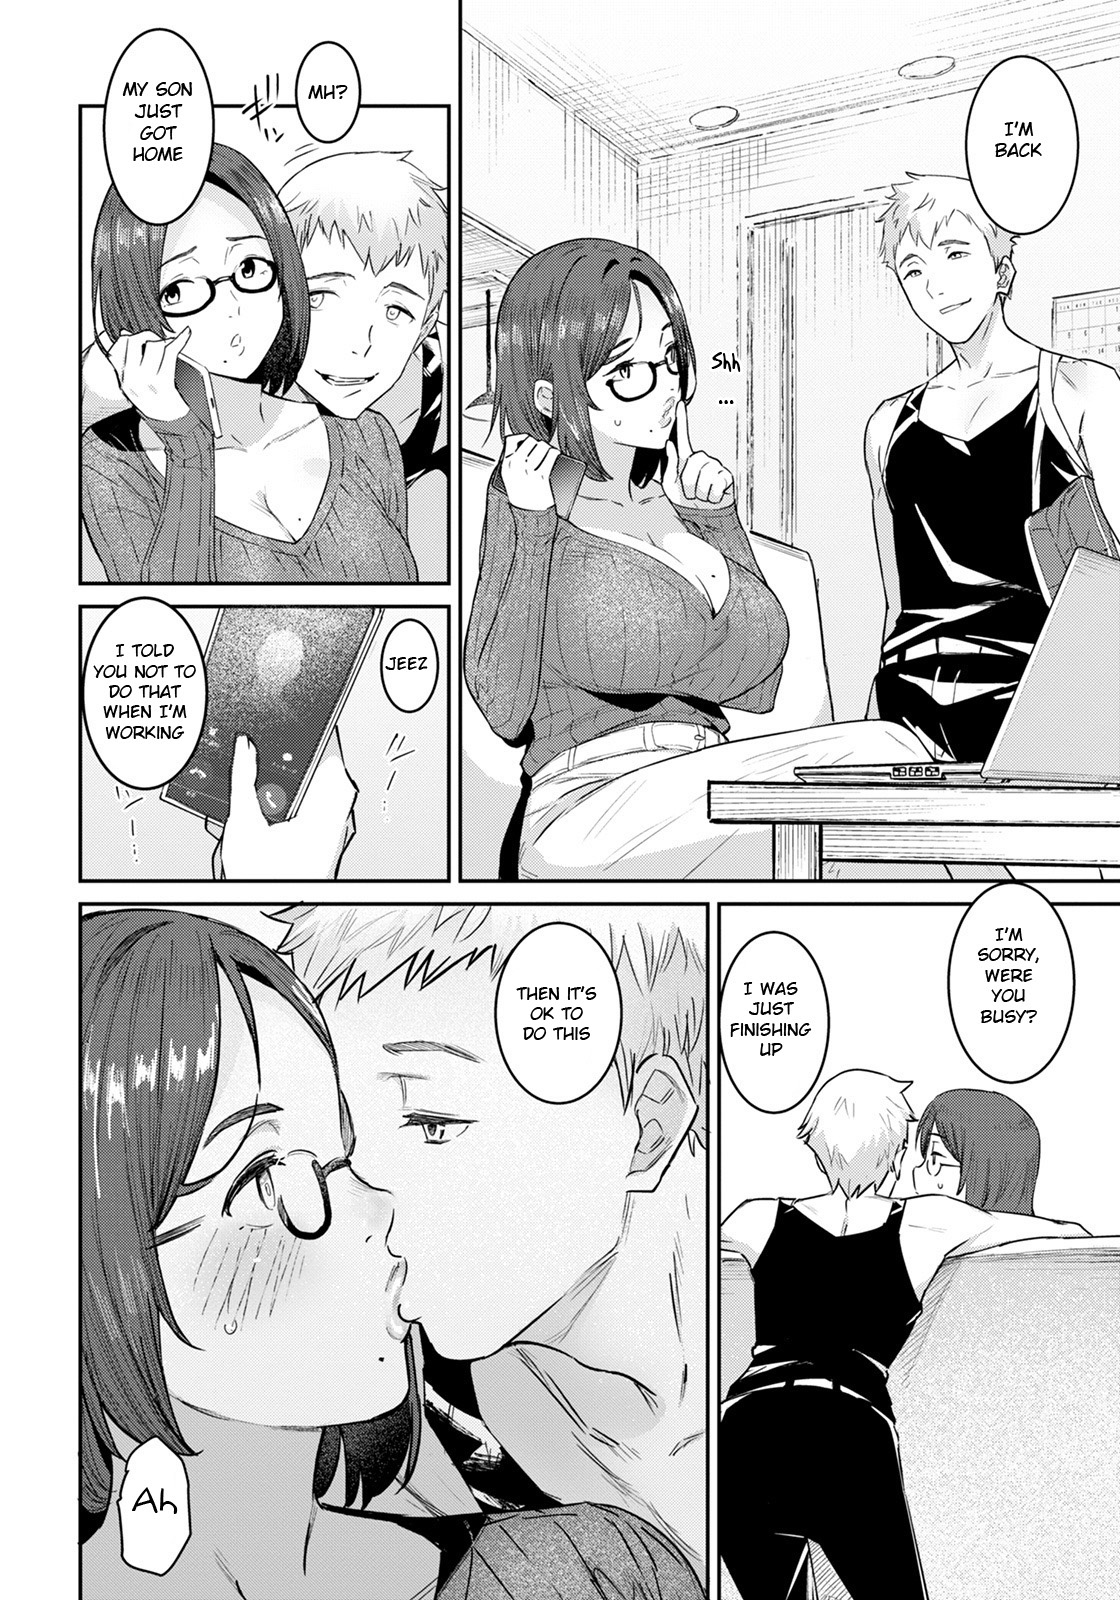 I'M
BACK
Shh
...
MH?
MY SON
JUST
GOT
HOME
JEEZ
I TOLD
YOU NOT TO
DO THAT
WHEN I'M
WORKING
I'M
SORRY,
WERE
YOU
BUSY?
I WAS
JUST
FINISHING
UP
THEN IT'S
OK TO
DO THIS
Ah